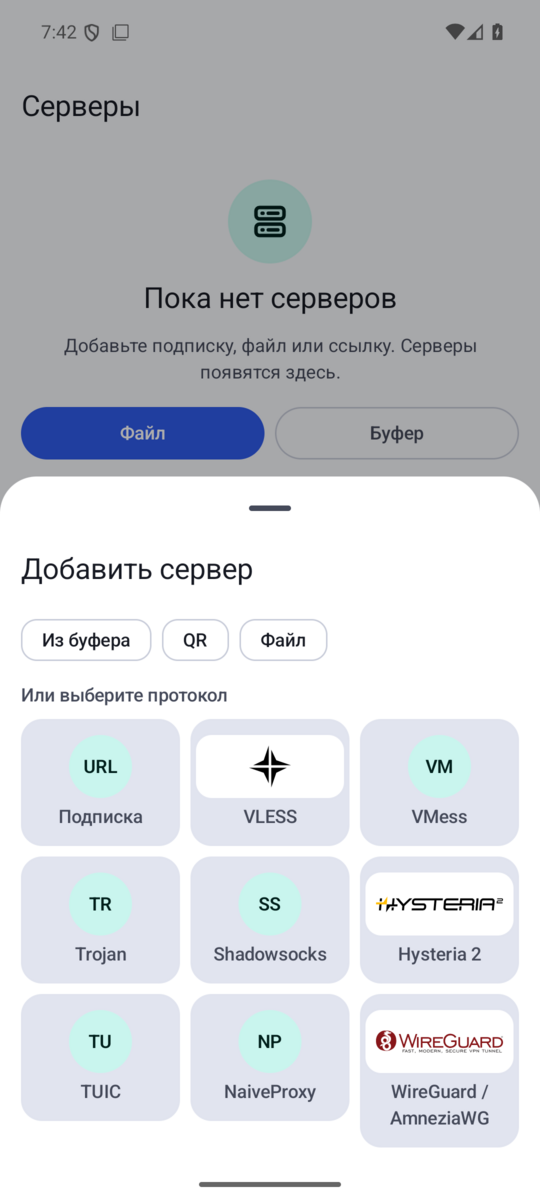 7:42
Серверы
Пока нет серверов
Добавьте подписку, файл или ссылку. Серверы
появятся здесь.
Файл
Буфер
Добавить сервер
Из буфера
QR
Файл
Или выберите протокол
URL
Подписка
VLESS
VM
VMess
TR
Trojan
SS
Shadowsocks
HYSTERIA2
Hysteria 2
TU
TUIC
NP
NaiveProxy
WIREGUARD
FAST, MODERN, SECURE VPN TUNNEL
WireGuard /
AmneziaWG